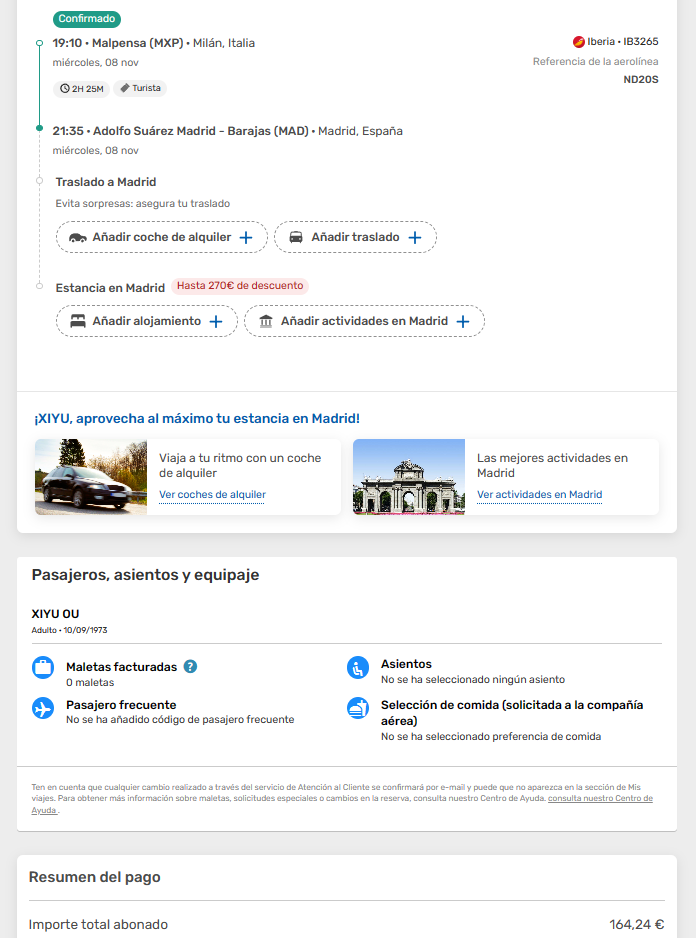 Confirmado
19:10 • Malpensa (MXP) • Milán, Italia
Iberia • IB3265
miércoles, 08 nov
Referencia de la aerolínea
ND20S
2H 25M
Turista
21:35 • Adolfo Suárez Madrid - Barajas (MAD) • Madrid, España
miércoles, 08 nov
Traslado a Madrid
Evita sorpresas: asegura tu traslado
Añadir coche de alquiler +
Añadir traslado +
Estancia en Madrid
Hasta 270€ de descuento
Añadir alojamiento +
Añadir actividades en Madrid +
¡XIYU, aprovecha al máximo tu estancia en Madrid!
Viaja a tu ritmo con un coche
de alquiler
Ver coches de alquiler
Las mejores actividades en
Madrid
Ver actividades en Madrid
Pasajeros, asientos y equipaje
XIYU OU
Adulto • 10/09/1973
Maletas facturadas ?
0 maletas
Asientos
No se ha seleccionado ningún asiento
Pasajero frecuente
No se ha añadido código de pasajero frecuente
Selección de comida (solicitada a la compañía
aérea)
No se ha seleccionado preferencia de comida
Ten en cuenta que cualquier cambio realizado a través del servicio de Atención al Cliente se confirmará por e-mail y puede que no aparezca en la sección de Mis
viajes. Para obtener más información sobre maletas, solicitudes especiales o cambios en la reserva, consulta nuestro Centro de Ayuda. consulta nuestro Centro de
Ayuda .
Resumen del pago
Importe total abonado
164,24 €